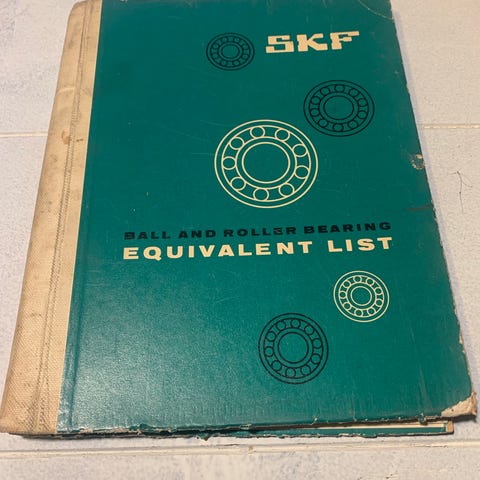 SKF
BALL AND ROLLER BEARING
EQUIVALENT LIST